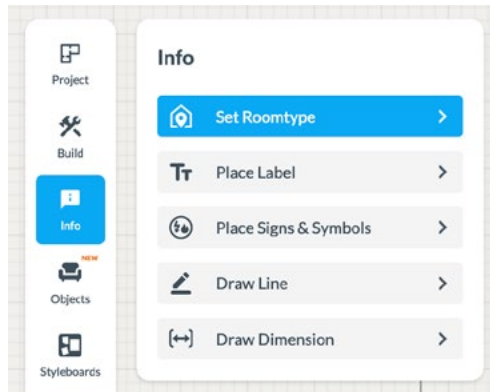 Project
Build
Info
NEW
Objects
Styleboards
Info
Set Roomtype
Place Label
Place Signs & Symbols
Draw Line
Draw Dimension